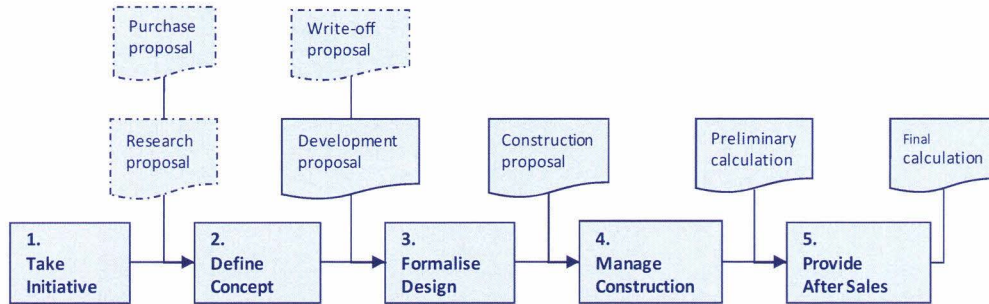 Purchase
proposal
Write-off
proposal
Research
proposal
Development
proposal
Construction
proposal
Preliminary
calculation
Final
calculation
1.
Take
Initiative
2.
Define
Concept
3.
Formalise
Design
4.
Manage
Construction
5.
Provide
After Sales